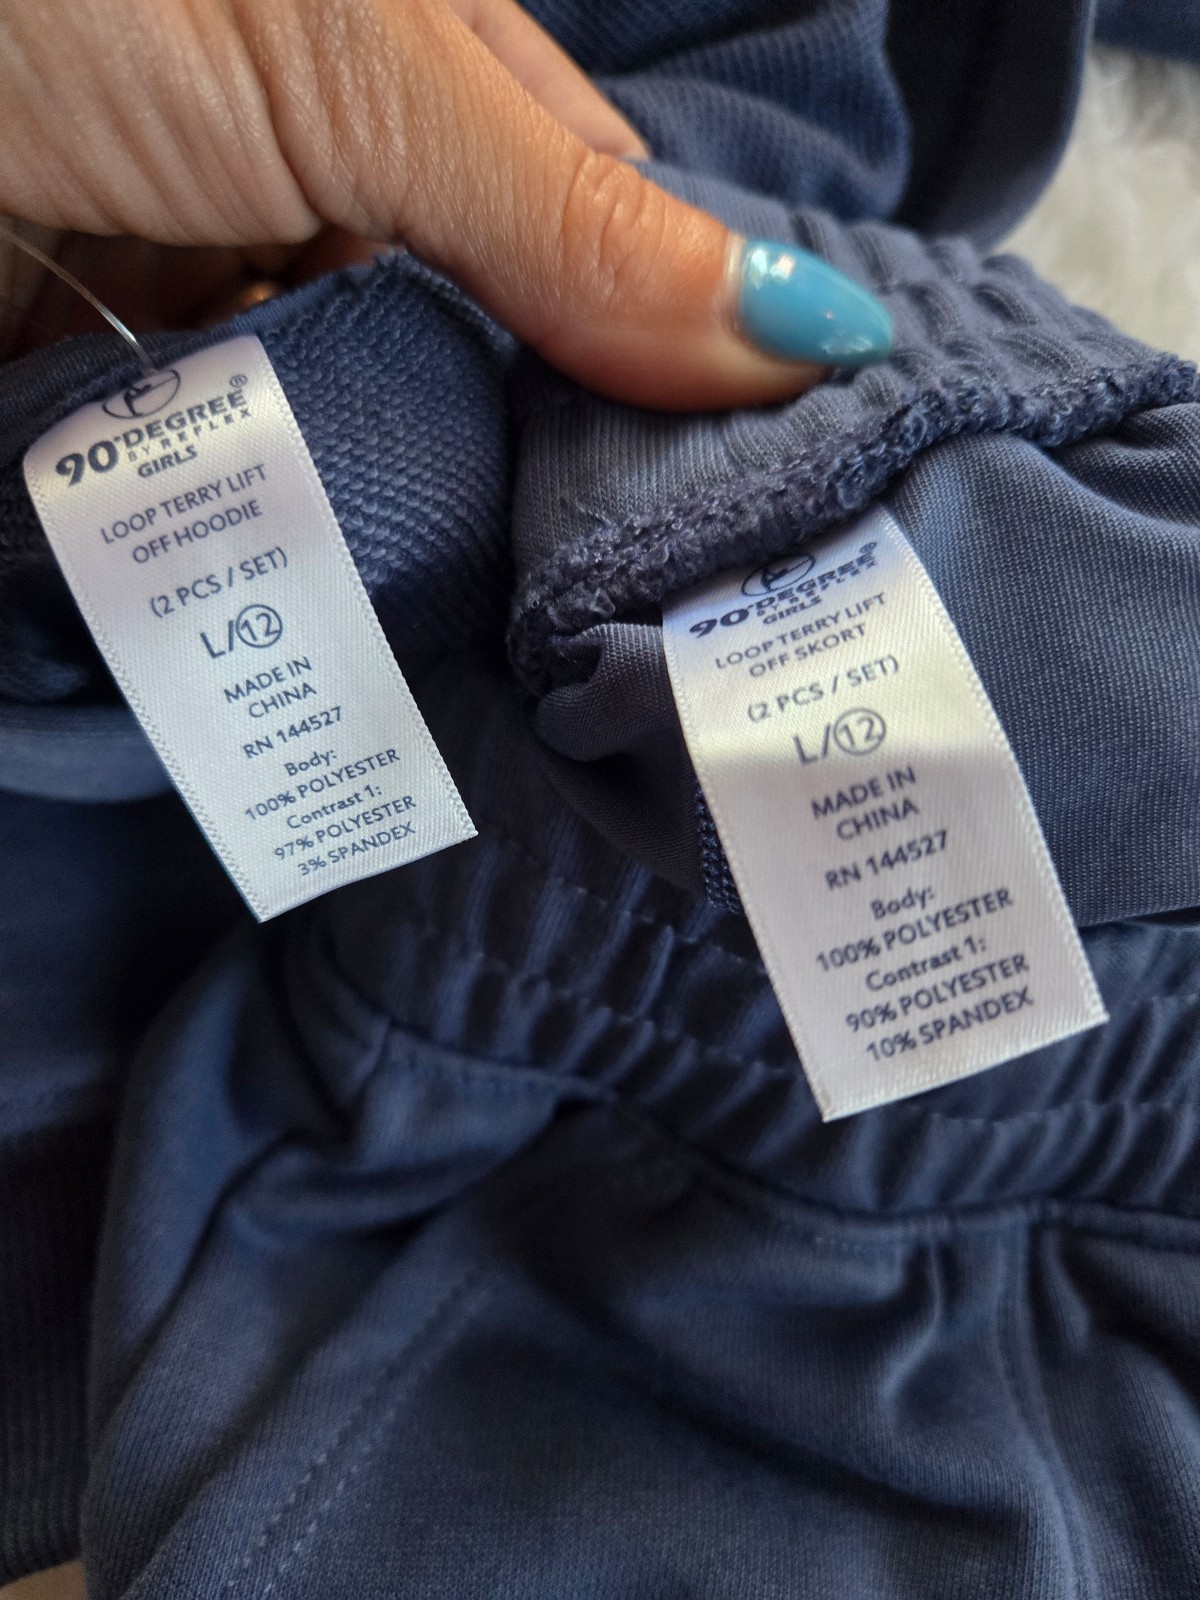 90°DEGREE®
BY REFLEX
GIRLS
LOOP TERRY LIFT
OFF HOODIE
(2 PCS / SET)
L/12
MADE IN
CHINA
RN 144527
Body:
100% POLYESTER
Contrast 1:
97% POLYESTER
3% SPANDEX
90°DEGREE®
BY REFLEX
GIRLS
LOOP TERRY LIFT
OFF SKORT
(2 PCS / SET)
L/12
MADE IN
CHINA
RN 144527
Body:
100% POLYESTER
Contrast 1:
90% POLYESTER
10% SPANDEX